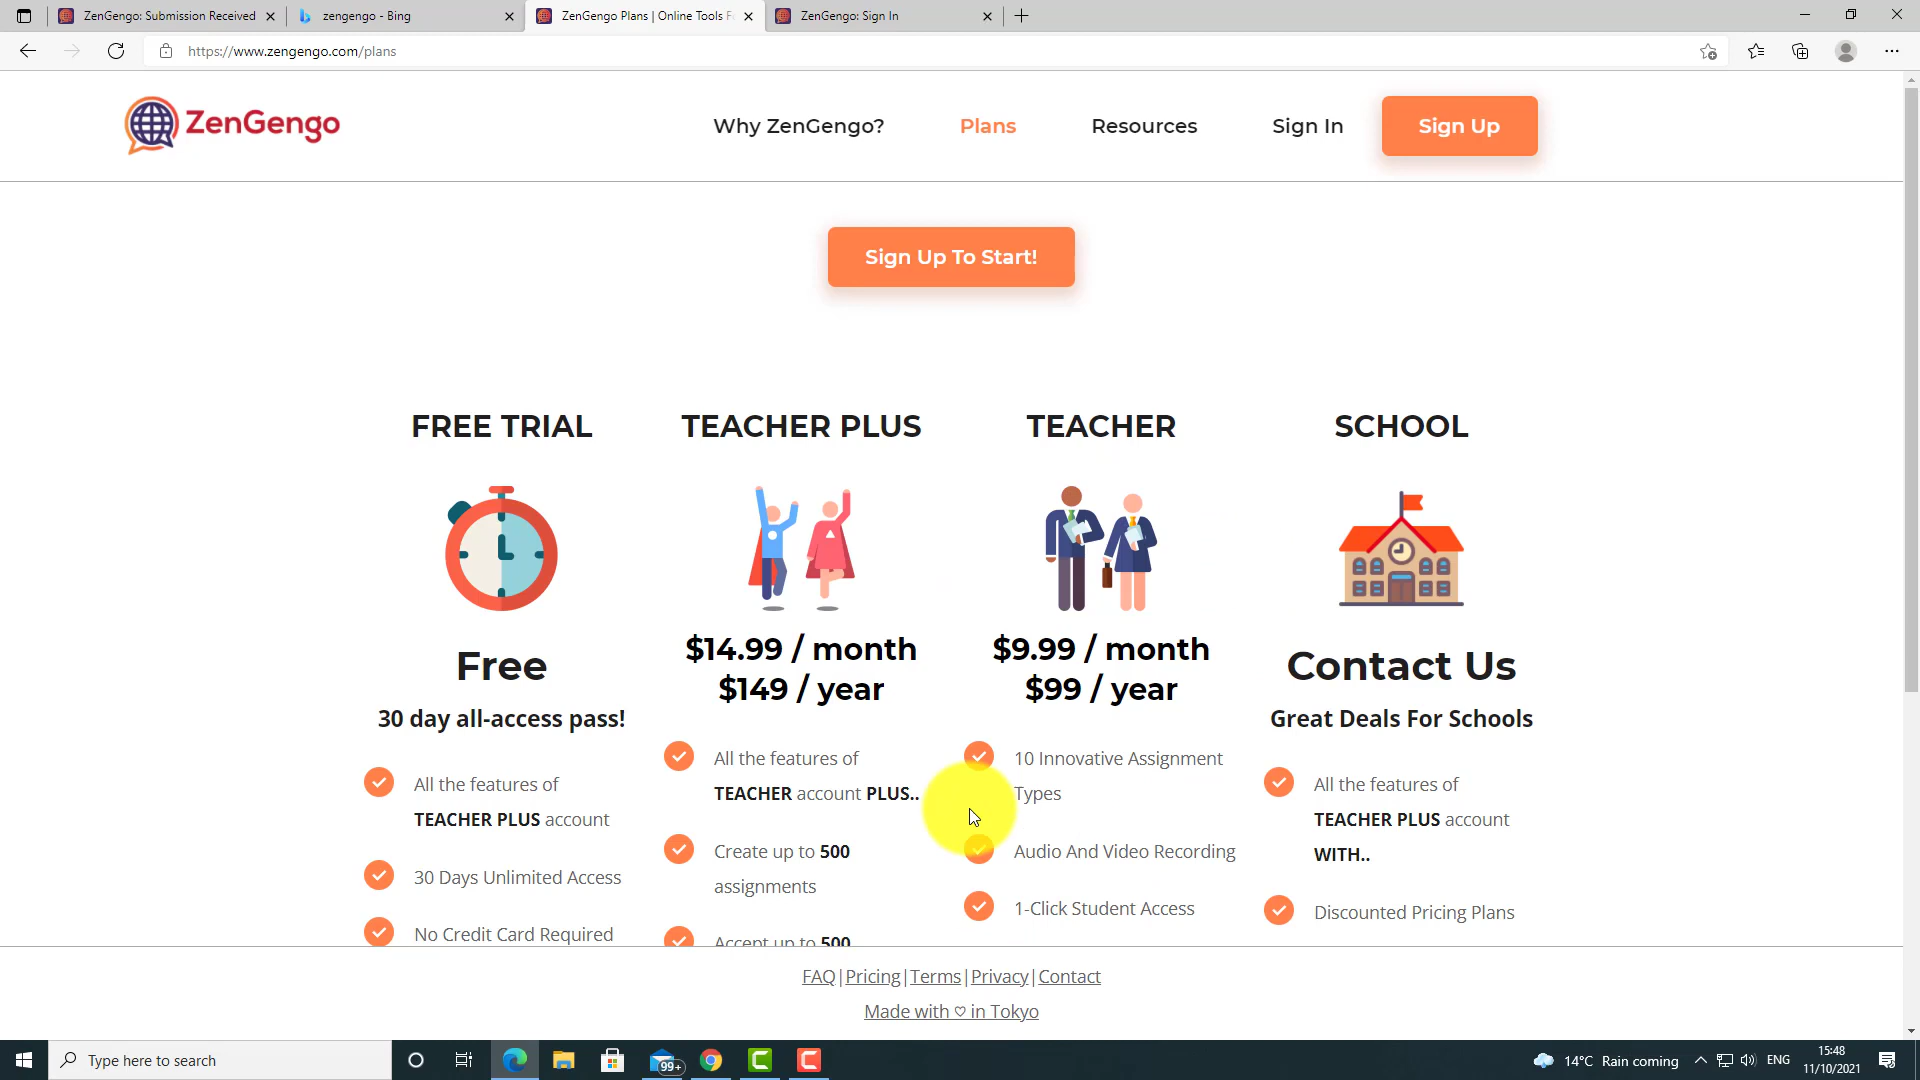 ZenGengo: Submission Received
zengengo - Bing
ZenGengo Plans | Online Tools F
ZenGengo: Sign In
https://www.zengengo.com/plans
ZenGengo
Why ZenGengo?
Plans
Resources
Sign In
Sign Up
Sign Up To Start!
FREE TRIAL
Free
30 day all-access pass!
All the features of
TEACHER PLUS account
30 Days Unlimited Access
No Credit Card Required
TEACHER PLUS
$14.99 / month
$149 / year
All the features of
TEACHER account PLUS..
Create up to 500
assignments
Accept up to 500
TEACHER
$9.99 / month
$99 / year
10 Innovative Assignment
Types
Audio And Video Recording
1-Click Student Access
SCHOOL
Contact Us
Great Deals For Schools
All the features of
TEACHER PLUS account
WITH..
Discounted Pricing Plans
FAQ|Pricing|Terms|Privacy|Contact
Made with ♡ in Tokyo
Type here to search
99+
14°C Rain coming
ENG
15:48
11/10/2021